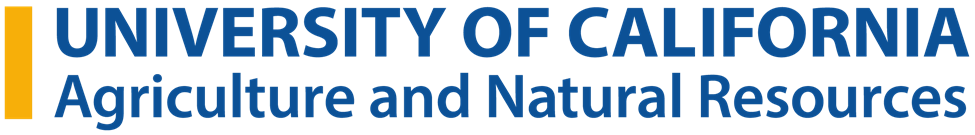 UNIVERSITY OF CALIFORNIA
Agriculture and Natural Resources